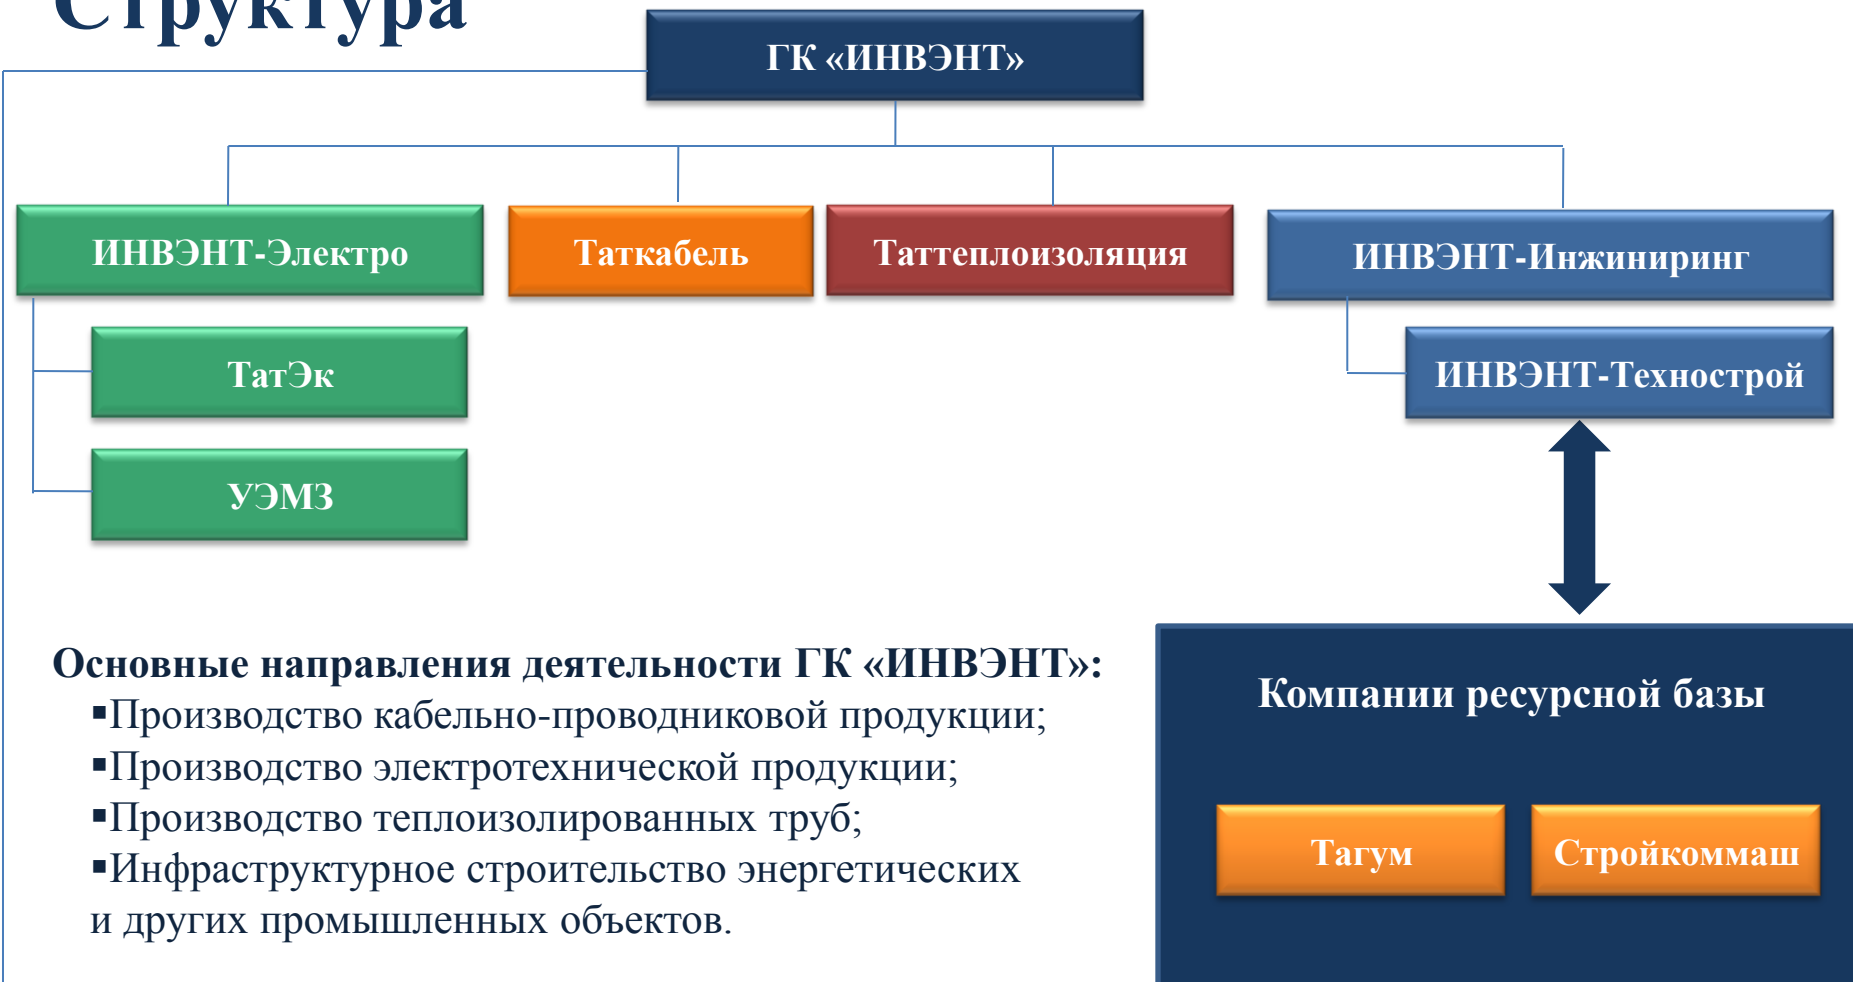 Структура
ГК «ИНВЭНТ»
ИНВЭНТ-Электро
Таткабель
Таттеплоизоляция
ИНВЭНТ-Инжиниринг
ТатЭк
ИНВЭНТ-Технострой
УЭМЗ
Основные направления деятельности ГК «ИНВЭНТ»:
▪Производство кабельно-проводниковой продукции;
▪Производство электротехнической продукции;
▪Производство теплоизолированных труб;
▪Инфраструктурное строительство энергетических
и других промышленных объектов.
Компании ресурсной базы
Тагум
Стройкоммаш